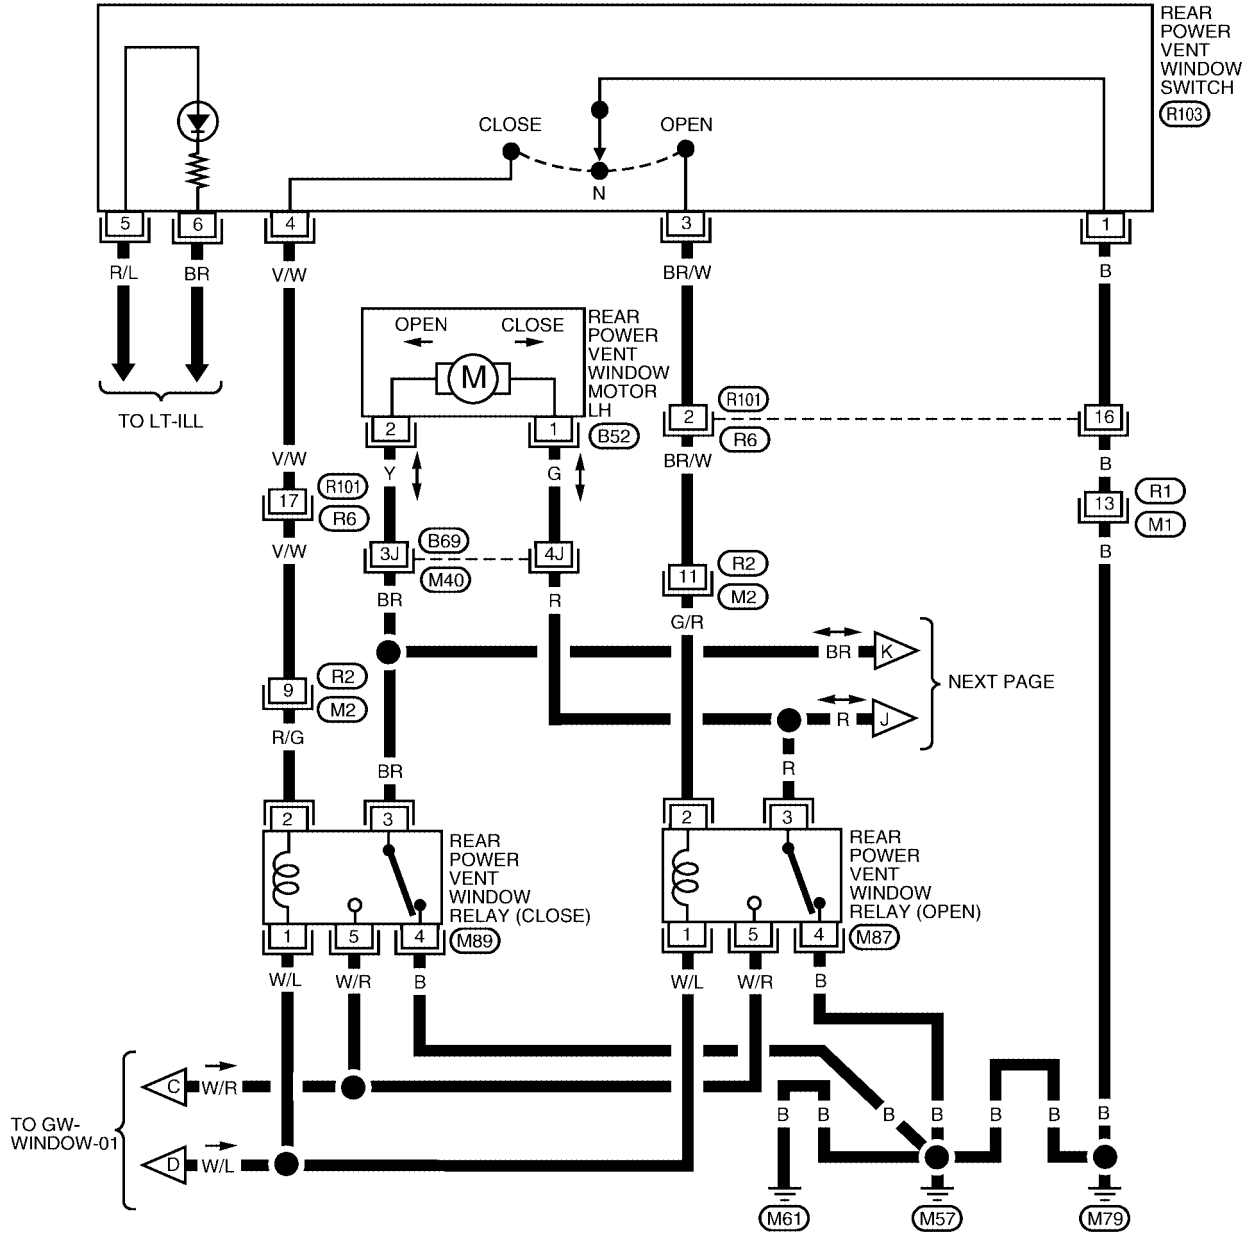 REAR
POWER
VENT
WINDOW
SWITCH
R103
CLOSE
OPEN
N
5
6
4
3
1
R/L
BR
V/W
BR/W
B
TO LT-ILL
OPEN
CLOSE
M
REAR
POWER
VENT
WINDOW
MOTOR
LH
B52
2
1
Y
G
2
R101
R6
16
V/W
BR/W
B
17
R101
R6
13
R1
M1
V/W
B
3J
B69
M40
4J
BR
R
11
R2
M2
G/R
BR
K
NEXT PAGE
R
J
9
R2
M2
R/G
BR
R
2
3
2
3
REAR
POWER
VENT
WINDOW
RELAY (CLOSE)
M89
REAR
POWER
VENT
WINDOW
RELAY (OPEN)
M87
1
5
4
1
5
4
W/L
W/R
B
W/L
W/R
B
TO GW-
WINDOW-01
C
W/R
D
W/L
B
B
B
B
B
B
B
M61
M57
M79